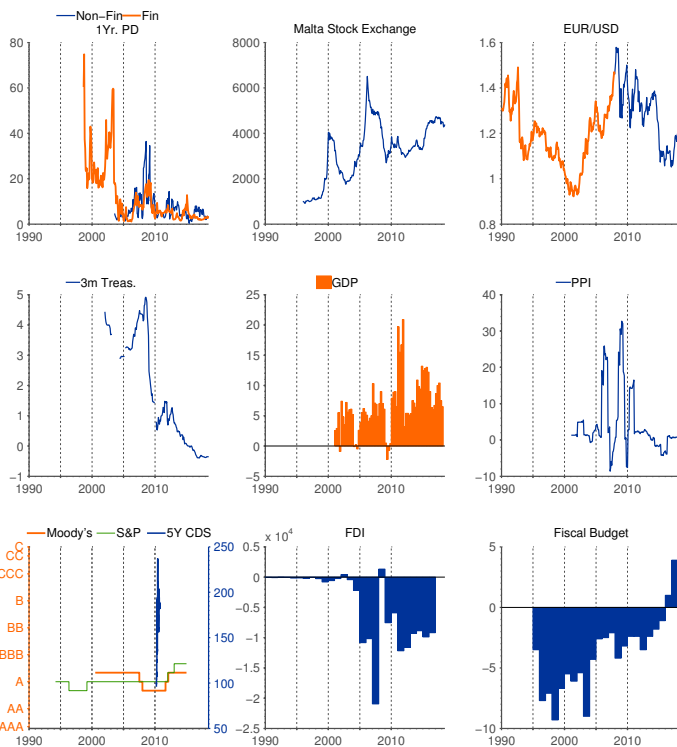 Non-Fin Fin
1Yr. PD
80
60
40
20
0
1990 2000 2010
Malta Stock Exchange
8000
6000
4000
2000
0
1990 2000 2010
EUR/USD
1.6
1.4
1.2
1
0.8
1990 2000 2010
3m Treas.
5
4
3
2
1
0
−1
1990 2000 2010
GDP
25
20
15
10
5
0
−5
1990 2000 2010
PPI
40
30
20
10
0
−10
1990 2000 2010
Moody's S&P 5Y CDS
C
CC
CCC
B
BB
BBB
A
AA
AAA
250
200
150
100
50
1990 2000 2010
FDI
x 10^4
0.5
0
−0.5
−1
−1.5
−2
−2.5
1990 2000 2010
Fiscal Budget
5
0
−5
−10
1990 2000 2010